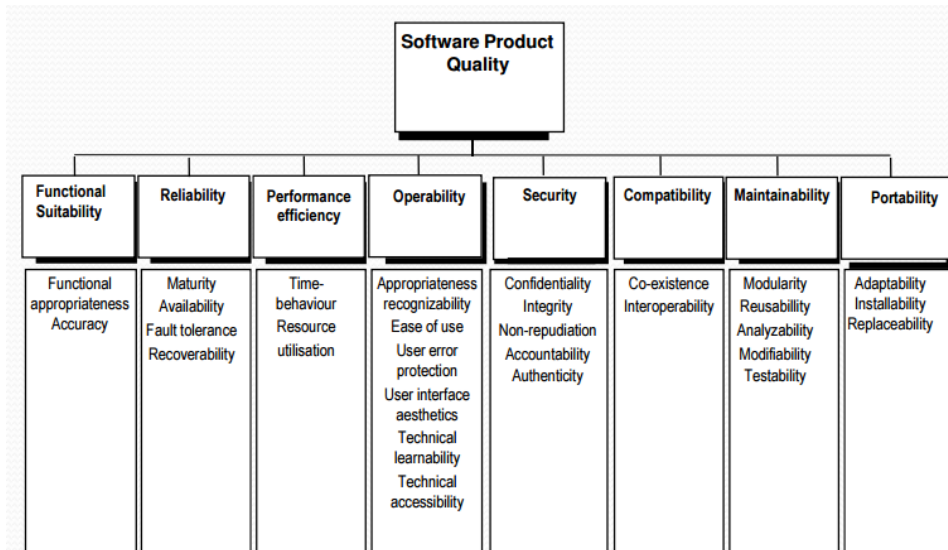 Software Product
Quality
Functional
Suitability
Reliability
Performance
efficiency
Operability
Security
Compatibility
Maintainability
Portability
Functional
appropriateness
Accuracy
Maturity
Availability
Fault tolerance
Recoverability
Time-
behaviour
Resource
utilisation
Appropriateness
recognizability
Ease of use
User error
protection
User interface
aesthetics
Technical
learnability
Technical
accessibility
Confidentiality
Integrity
Non-repudiation
Accountability
Authenticity
Co-existence
Interoperability
Modularity
Reusabillity
Analyzability
Modifiability
Testability
Adaptability
Installability
Replaceability